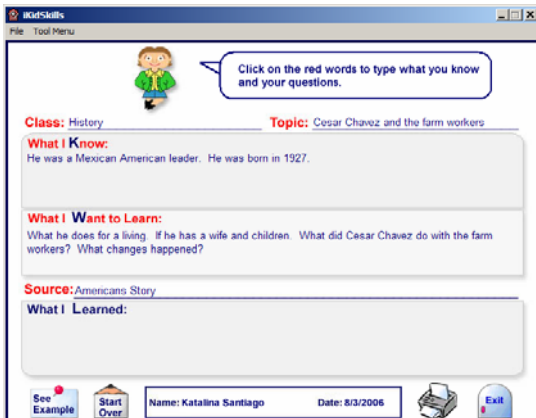 iKidSkills
File Tool Menu
Click on the red words to type what you know
and your questions.
Class: History
Topic: Cesar Chavez and the farm workers
What I Know:
He was a Mexican American leader. He was born in 1927.
What I Want to Learn:
What he does for a living. If he has a wife and children. What did Cesar Chavez do with the farm
workers? What changes happened?
Source: Americans Story
What I Learned:
See
Example
Start
Over
Name: Katalina Santiago Date: 8/3/2006
Exit